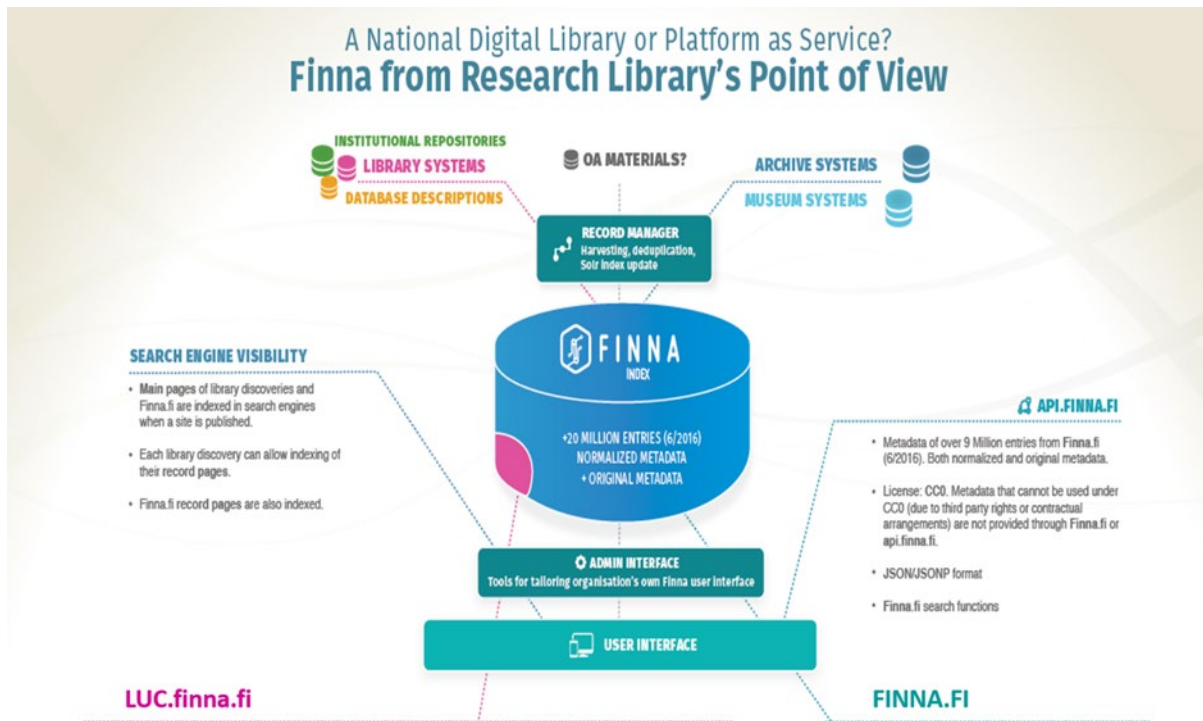 A National Digital Library or Platform as Service?
Finna from Research Library's Point of View
INSTITUTIONAL REPOSITORIES
LIBRARY SYSTEMS
DATABASE DESCRIPTIONS
OA MATERIALS?
ARCHIVE SYSTEMS
MUSEUM SYSTEMS
RECORD MANAGER
Harvesting, deduplication,
Solr index update
FINNA
INDEX
+20 MILLION ENTRIES (6/2016)
NORMALIZED METADATA
+ ORIGINAL METADATA
SEARCH ENGINE VISIBILITY
• Main pages of library discoveries and
Finna.fi are indexed in search engines
when a site is published.
• Each library discovery can allow indexing of
their record pages.
• Finna.fi record pages are also indexed.
API.FINNA.FI
• Metadata of over 9 Million entries from Finna.fi
(6/2016). Both normalized and original metadata.
• License: CC0. Metadata that cannot be used under
CC0 (due to third party rights or contractual
arrangements) are not provided through Finna.fi or
api.finna.fi.
• JSON/JSONP format
• Finna.fi search functions
ADMIN INTERFACE
Tools for tailoring organisation's own Finna user interface
USER INTERFACE
LUC.finna.fi
FINNA.FI